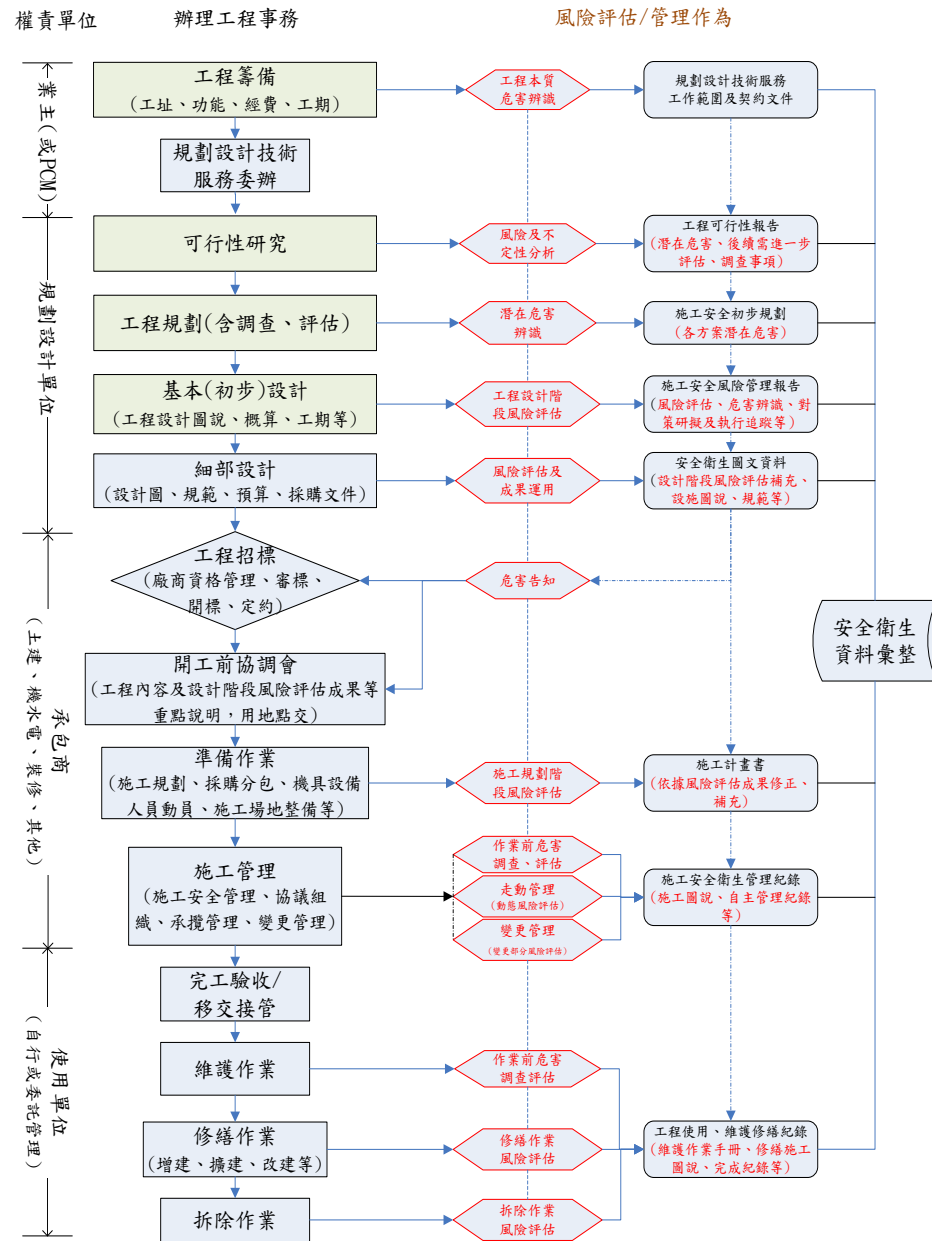 權責單位
辦理工程事務
風險評估/管理作為
業主(或PCM)
工程籌備
(工址、功能、經費、工期)
工程本質
危害辨識
規劃設計技術服務
工作範圍及契約文件
規劃設計技術
服務委辦
規劃設計單位
可行性研究
風險及不
定性分析
工程可行性報告
(潛在危害、後續需進一步
評估、調查事項)
工程規劃(含調查、評估)
潛在危害
辨識
施工安全初步規劃
(各方案潛在危害)
基本(初步)設計
(工程設計圖說、概算、工期等)
工程設計階
段風險評估
施工安全風險管理報告
(風險評估、危害辨識、對
策研擬及執行追蹤等)
細部設計
(設計圖、規範、預算、採購文件)
風險評估及
成果運用
安全衛生圖文資料
(設計階段風險評估補充、
設施圖說、規範等)
承包商
(土建、機水電、裝修、其他)
工程招標
(廠商資格管理、審標、
開標、定約)
危害告知
安全衛生
資料彙整
開工前協調會
(工程內容及設計階段風險評估成果等
重點說明，用地點交)
準備作業
(施工規劃、採購分包、機具設備
人員動員、施工場地整備等)
施工規劃階
段風險評估
施工計畫書
(依據風險評估成果修正、
補充)
施工管理
(施工安全管理、協議組
織、承攬管理、變更管理)
作業前危害
調查、評估
走動管理
(動態風險評估)
變更管理
(變更部分風險評估)
施工安全衛生管理紀錄
(施工圖說、自主管理紀錄
等)
使用單位
(自行或委託管理)
完工驗收/
移交接管
維護作業
作業前危害
調查評估
修繕作業
(增建、擴建、改建等)
修繕作業
風險評估
工程使用、維護修繕紀錄
(維護作業手冊、修繕施工
圖說、完成紀錄等)
拆除作業
拆除作業
風險評估